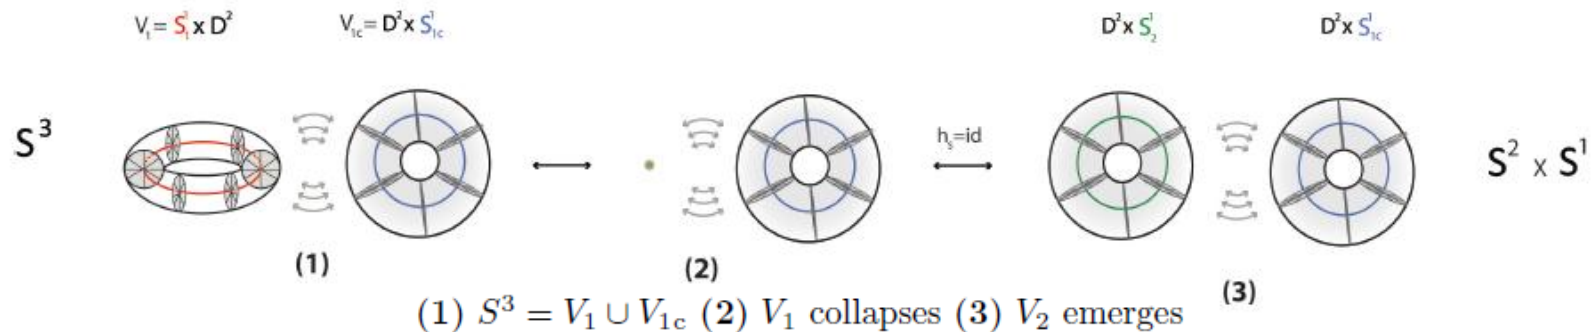 V₁= S¹₁ x D²
V₁c= D² x S¹₁c
D² x S¹₂
D² x S¹₁c
S³
hₛ=id
S² x S¹
(1)
(2)
(3)
(1) S³ = V₁ ∪ V₁c (2) V₁ collapses (3) V₂ emerges